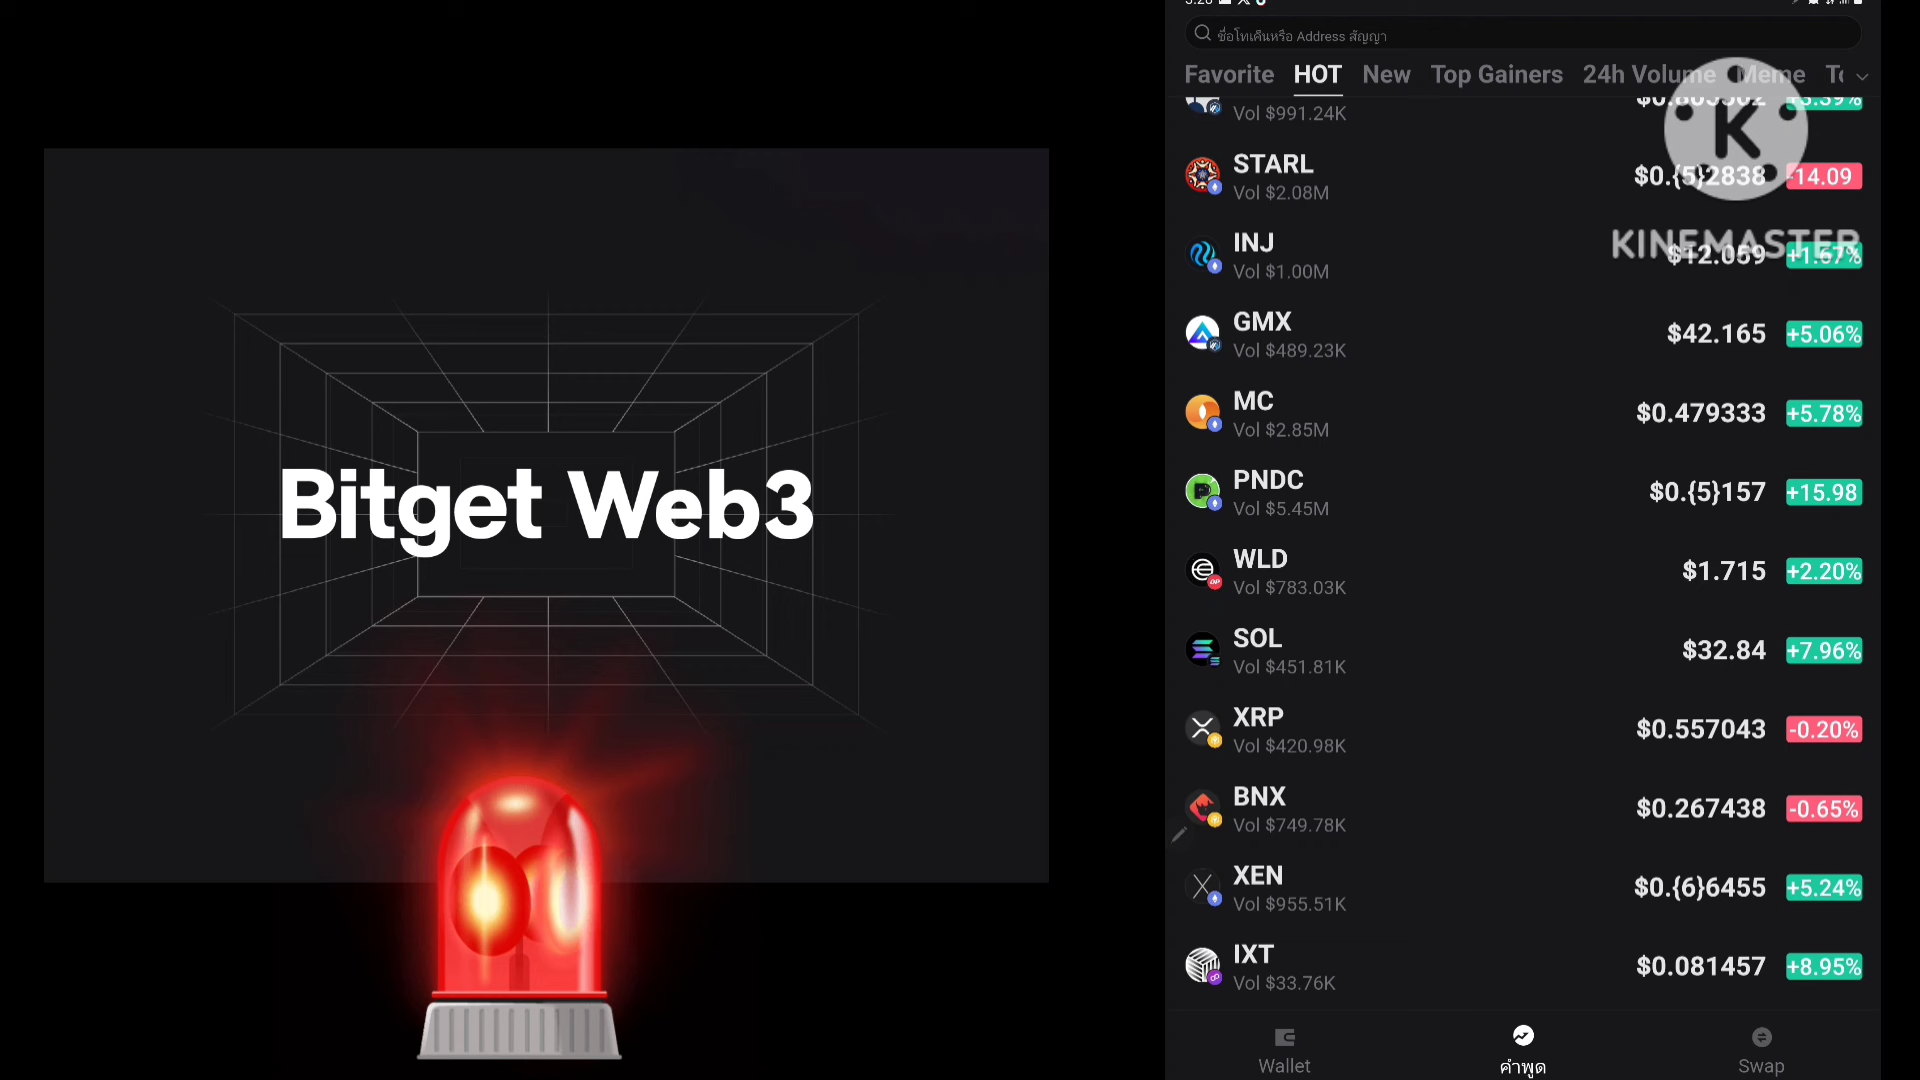 Bitget Web3
ชื่อโทเค็นหรือ Address สัญญา
Favorite HOT New Top Gainers 24h Volume Meme
Vol $991.24K
STARL
Vol $2.08M
$0.{5}2838 -14.09
INJ
Vol $1.00M
$12.059 +1.67%
KINEMASTER
GMX
Vol $489.23K
$42.165 +5.06%
MC
Vol $2.85M
$0.479333 +5.78%
PNDC
Vol $5.45M
$0.{5}157 +15.98
WLD
Vol $783.03K
$1.715 +2.20%
SOL
Vol $451.81K
$32.84 +7.96%
XRP
Vol $420.98K
$0.557043 -0.20%
BNX
Vol $749.78K
$0.267438 -0.65%
XEN
Vol $955.51K
$0.{6}6455 +5.24%
IXT
Vol $33.76K
$0.081457 +8.95%
Wallet คำพูด Swap